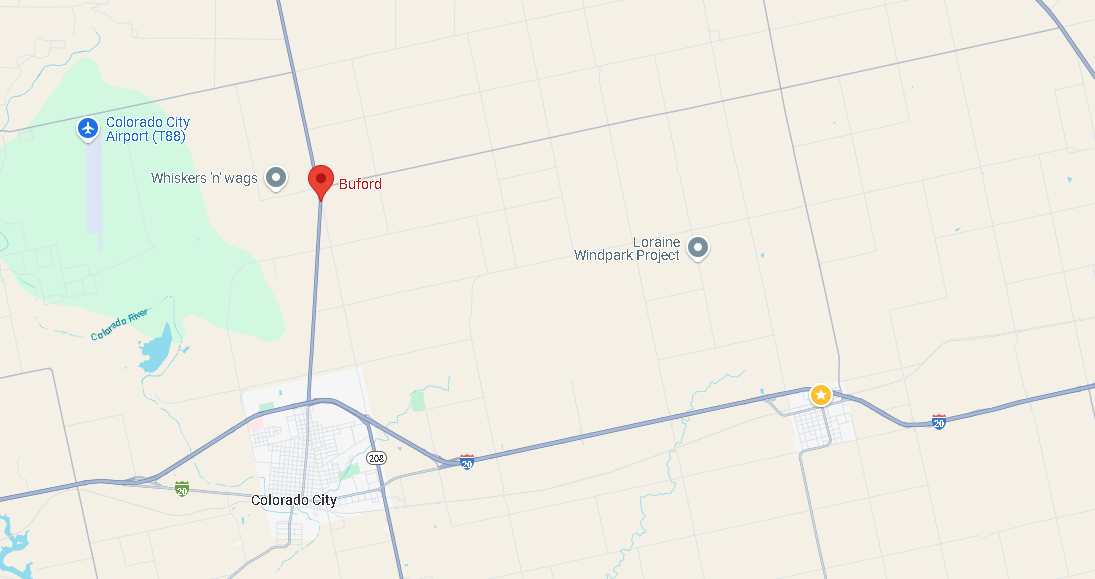 Colorado City
Airport (T88)
Whiskers 'n' wags
Buford
Loraine
Windpark Project
Colorado River
20
208
20
20
Colorado City